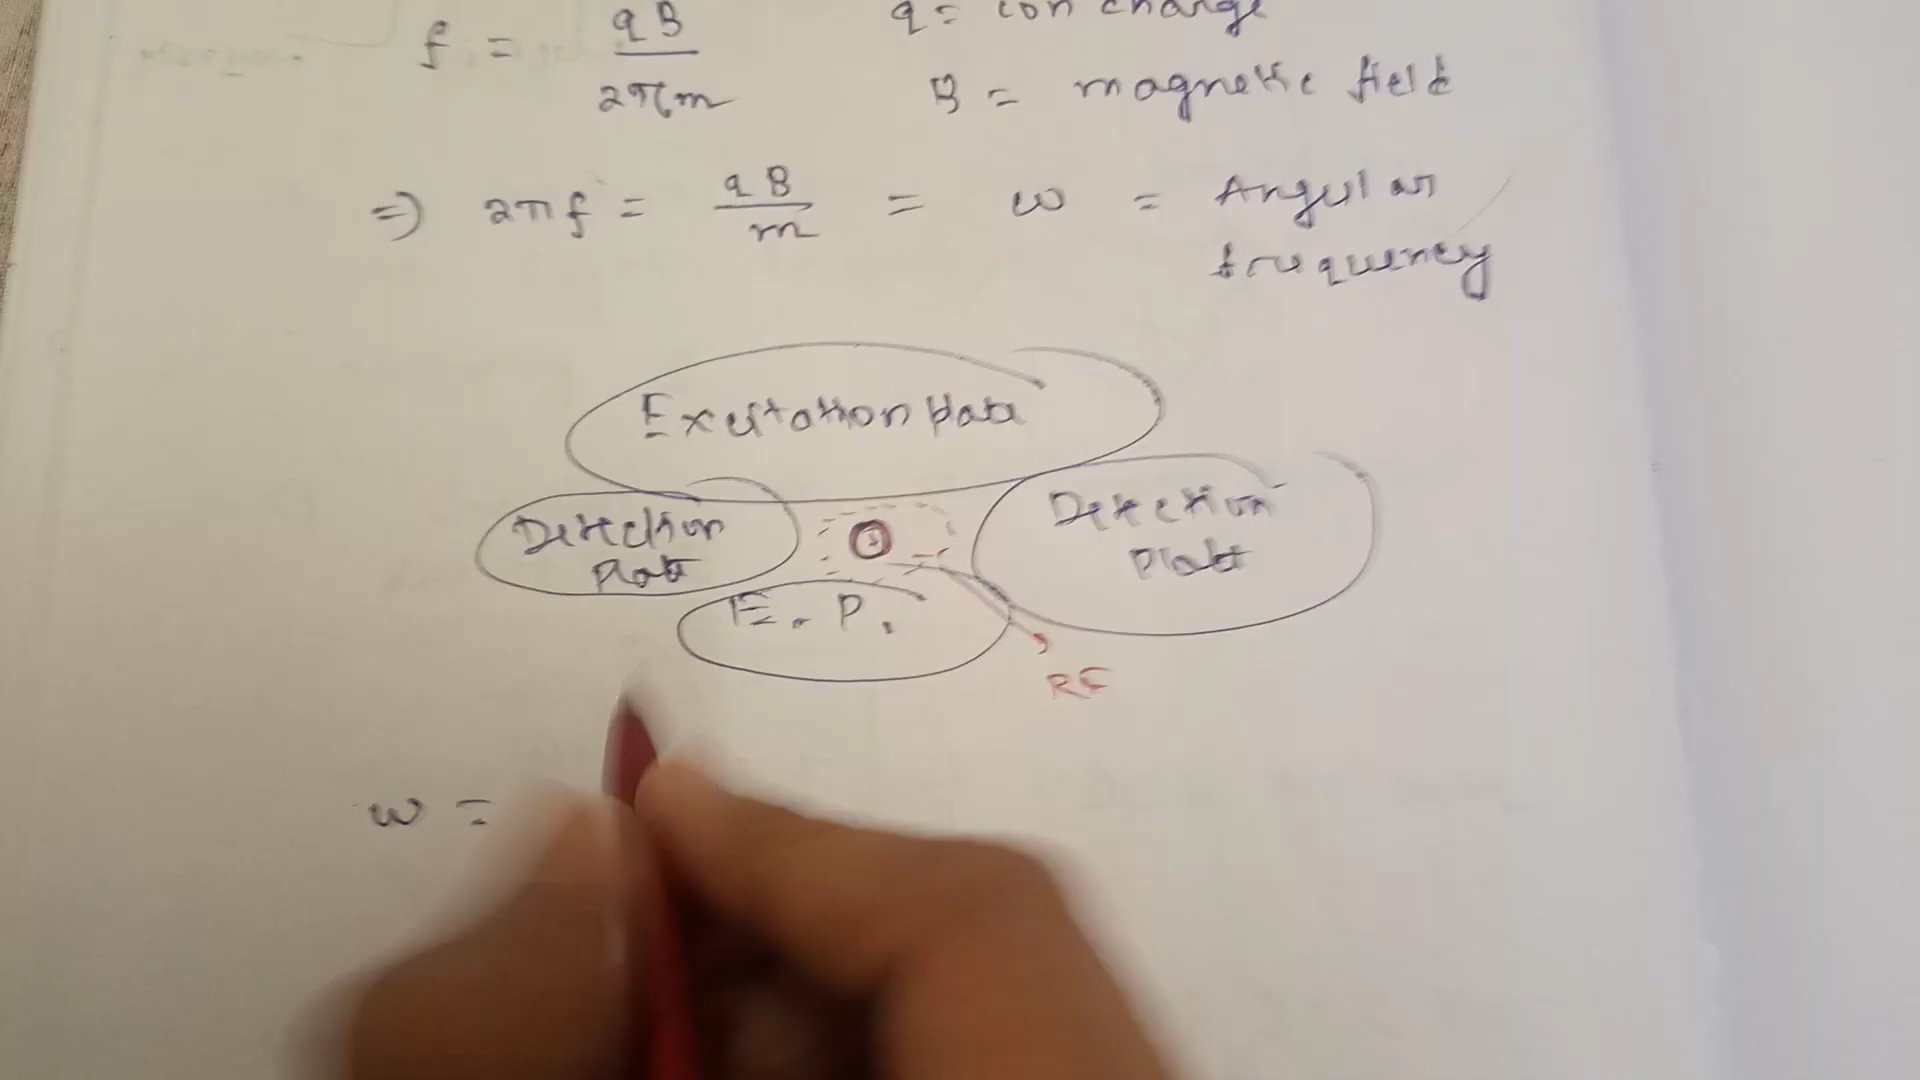 f = qB / 2πm
q = ion charge
B = magnetic field
=> 2πf = qB / m = ω = Angular frequency
Excitation plate
Detection plate
Detection plate
E. P.
RF
ω =